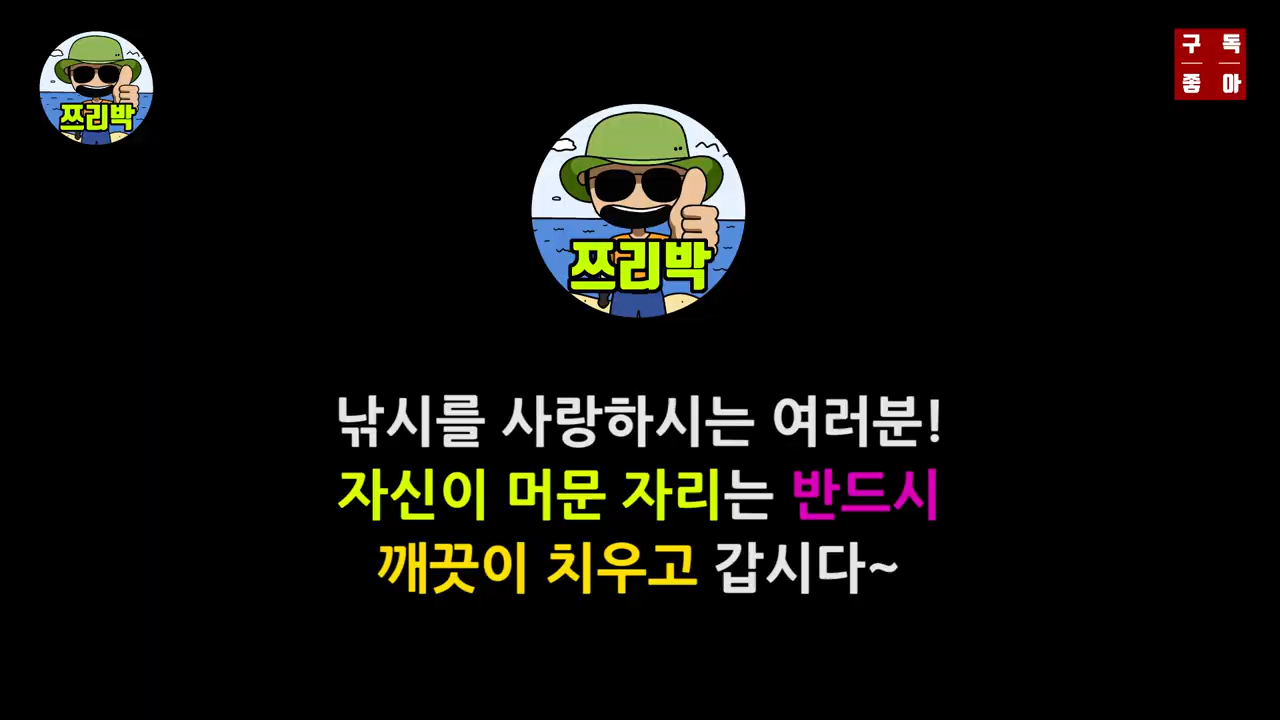 쯔리박
구독
좋아
쯔리박
낚시를 사랑하시는 여러분!
자신이 머문 자리는 반드시
깨끗이 치우고 갑시다~